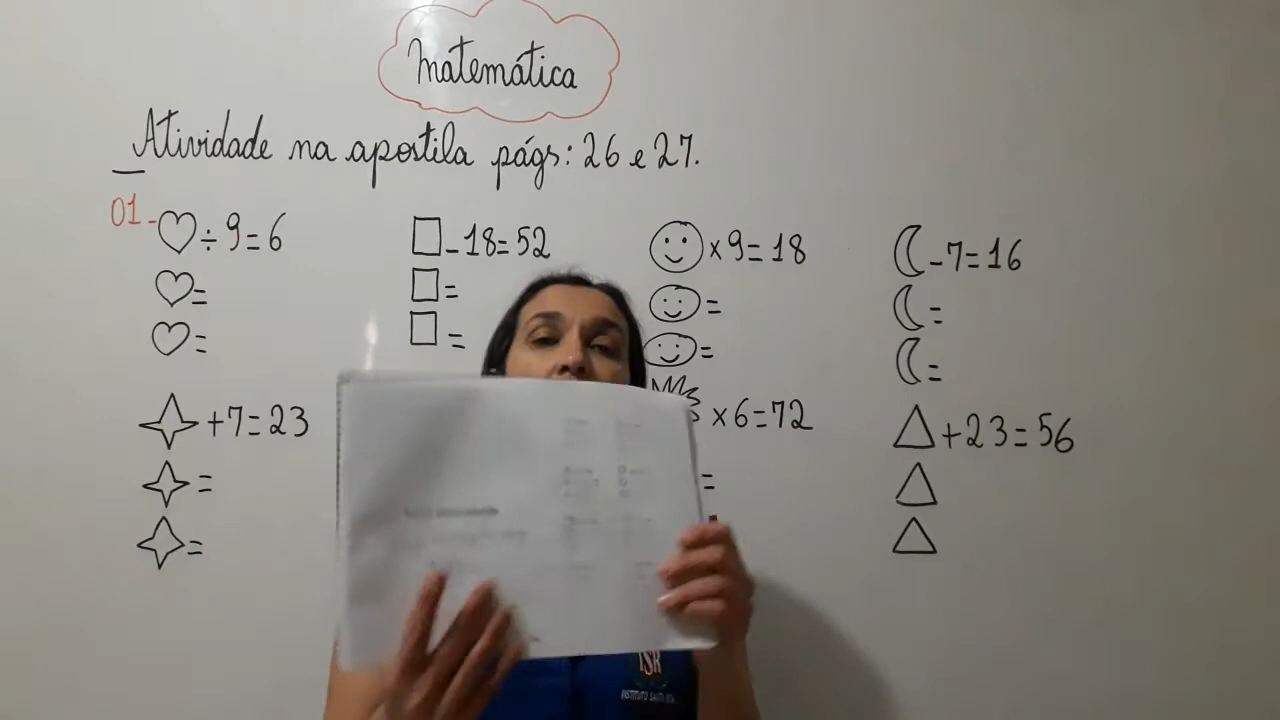 Matemática
Atividade na apostila págs: 26 e 27.
01- ÷ 9 = 6
=
=
- 18 = 52
=
=
x 9 = 18
=
=
- 7 = 16
=
=
+ 7 = 23
=
=
x 6 = 72
=
+ 23 = 56
ISR